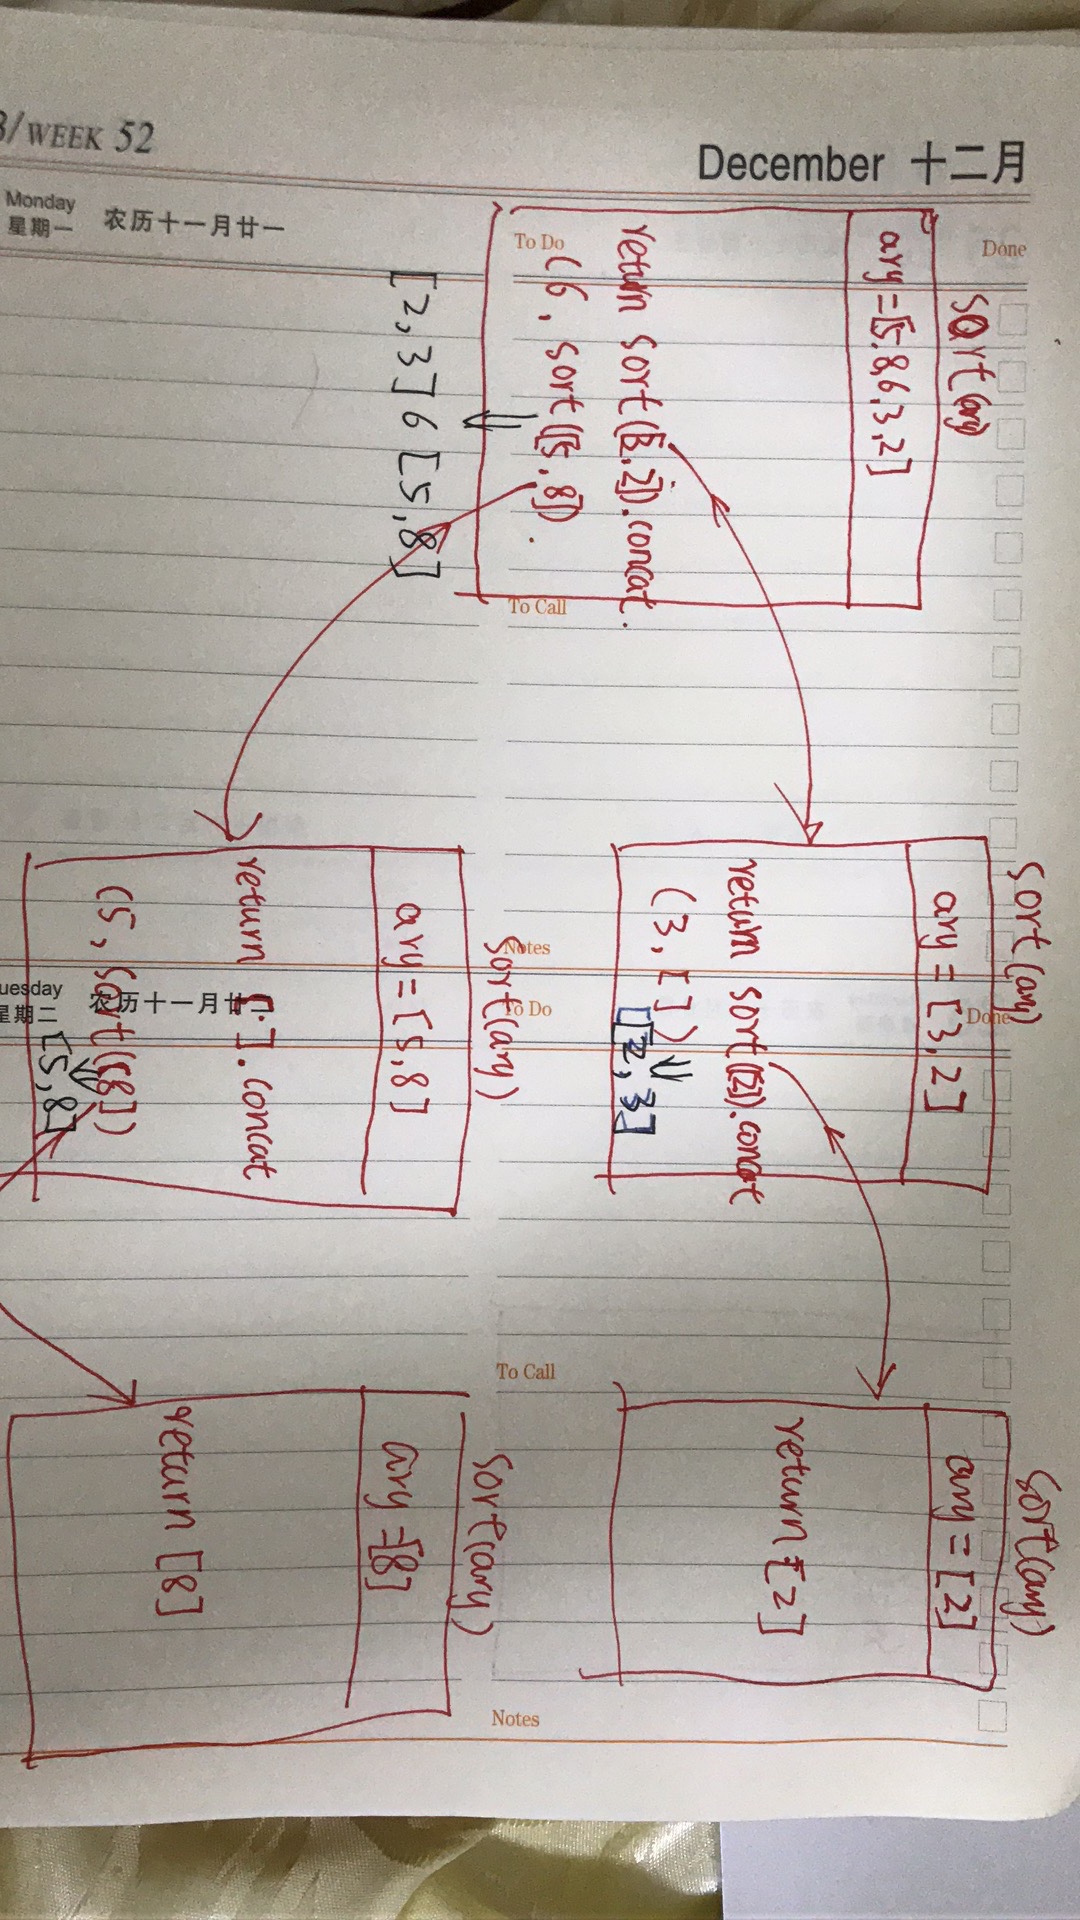 3/WEEK 52
December 十二月
Monday
星期一 农历十一月廿一
To Do
Done
sort(ary)
ary=[5,8,6,3,2]
return sort([3,2]).concat.
(6, sort([5,8]).
[2,3] 6 [5,8]
To Call
sort(ary)
ary=[3,2]
return sort([2]).concat
(3,[])
[2,3]
Notes
sort(ary)
ary=[5,8]
return [].concat
(5, sort([8])
[5,8]
uesday
星期二 农历十一月廿二
To Do
Done
To Call
sort(ary)
ary=[2]
return [2]
sort(ary)
ary=[8]
return [8]
Notes